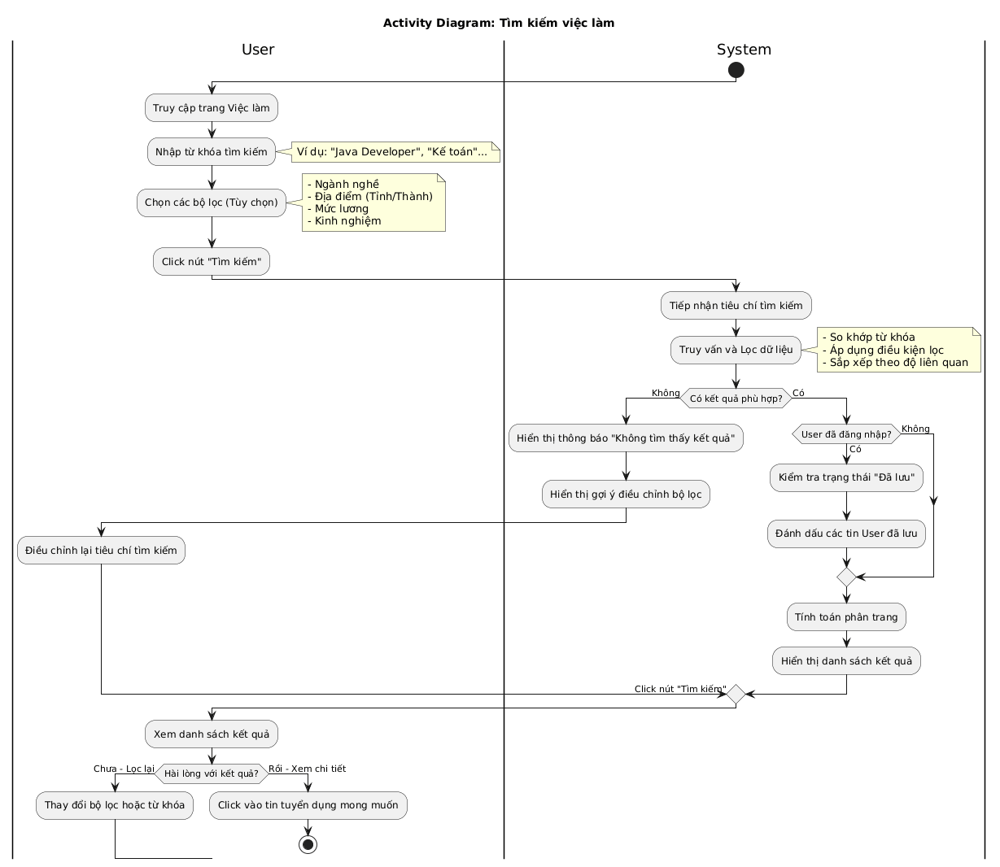 Activity Diagram: Tìm kiếm việc làm
User
System
Truy cập trang Việc làm
Nhập từ khóa tìm kiếm
Ví dụ: "Java Developer", "Kế toán"...
Chọn các bộ lọc (Tùy chọn)
- Ngành nghề
- Địa điểm (Tỉnh/Thành)
- Mức lương
- Kinh nghiệm
Click nút "Tìm kiếm"
Tiếp nhận tiêu chí tìm kiếm
Truy vấn và Lọc dữ liệu
- So khớp từ khóa
- Áp dụng điều kiện lọc
- Sắp xếp theo độ liên quan
Không
Có kết quả phù hợp?
Có
Hiển thị thông báo "Không tìm thấy kết quả"
Hiển thị gợi ý điều chỉnh bộ lọc
User đã đăng nhập?
Không
Có
Kiểm tra trạng thái "Đã lưu"
Đánh dấu các tin User đã lưu
Điều chỉnh lại tiêu chí tìm kiếm
Tính toán phân trang
Hiển thị danh sách kết quả
Click nút "Tìm kiếm"
Xem danh sách kết quả
Chưa - Lọc lại
Hài lòng với kết quả?
Rồi - Xem chi tiết
Thay đổi bộ lọc hoặc từ khóa
Click vào tin tuyển dụng mong muốn